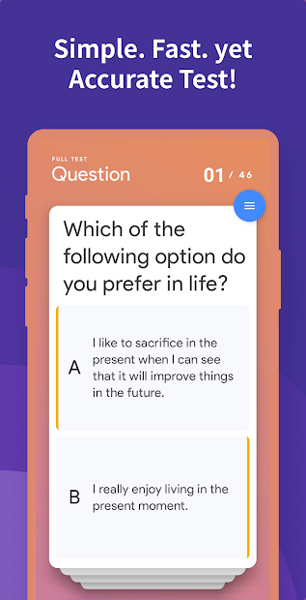 Simple. Fast. yet
Accurate Test!
FULL TEST
Question
01 / 46
Which of the
following option do
you prefer in life?
A
I like to sacrifice in the
present when I can see
that it will improve things
in the future.
B
I really enjoy living in the
present moment.